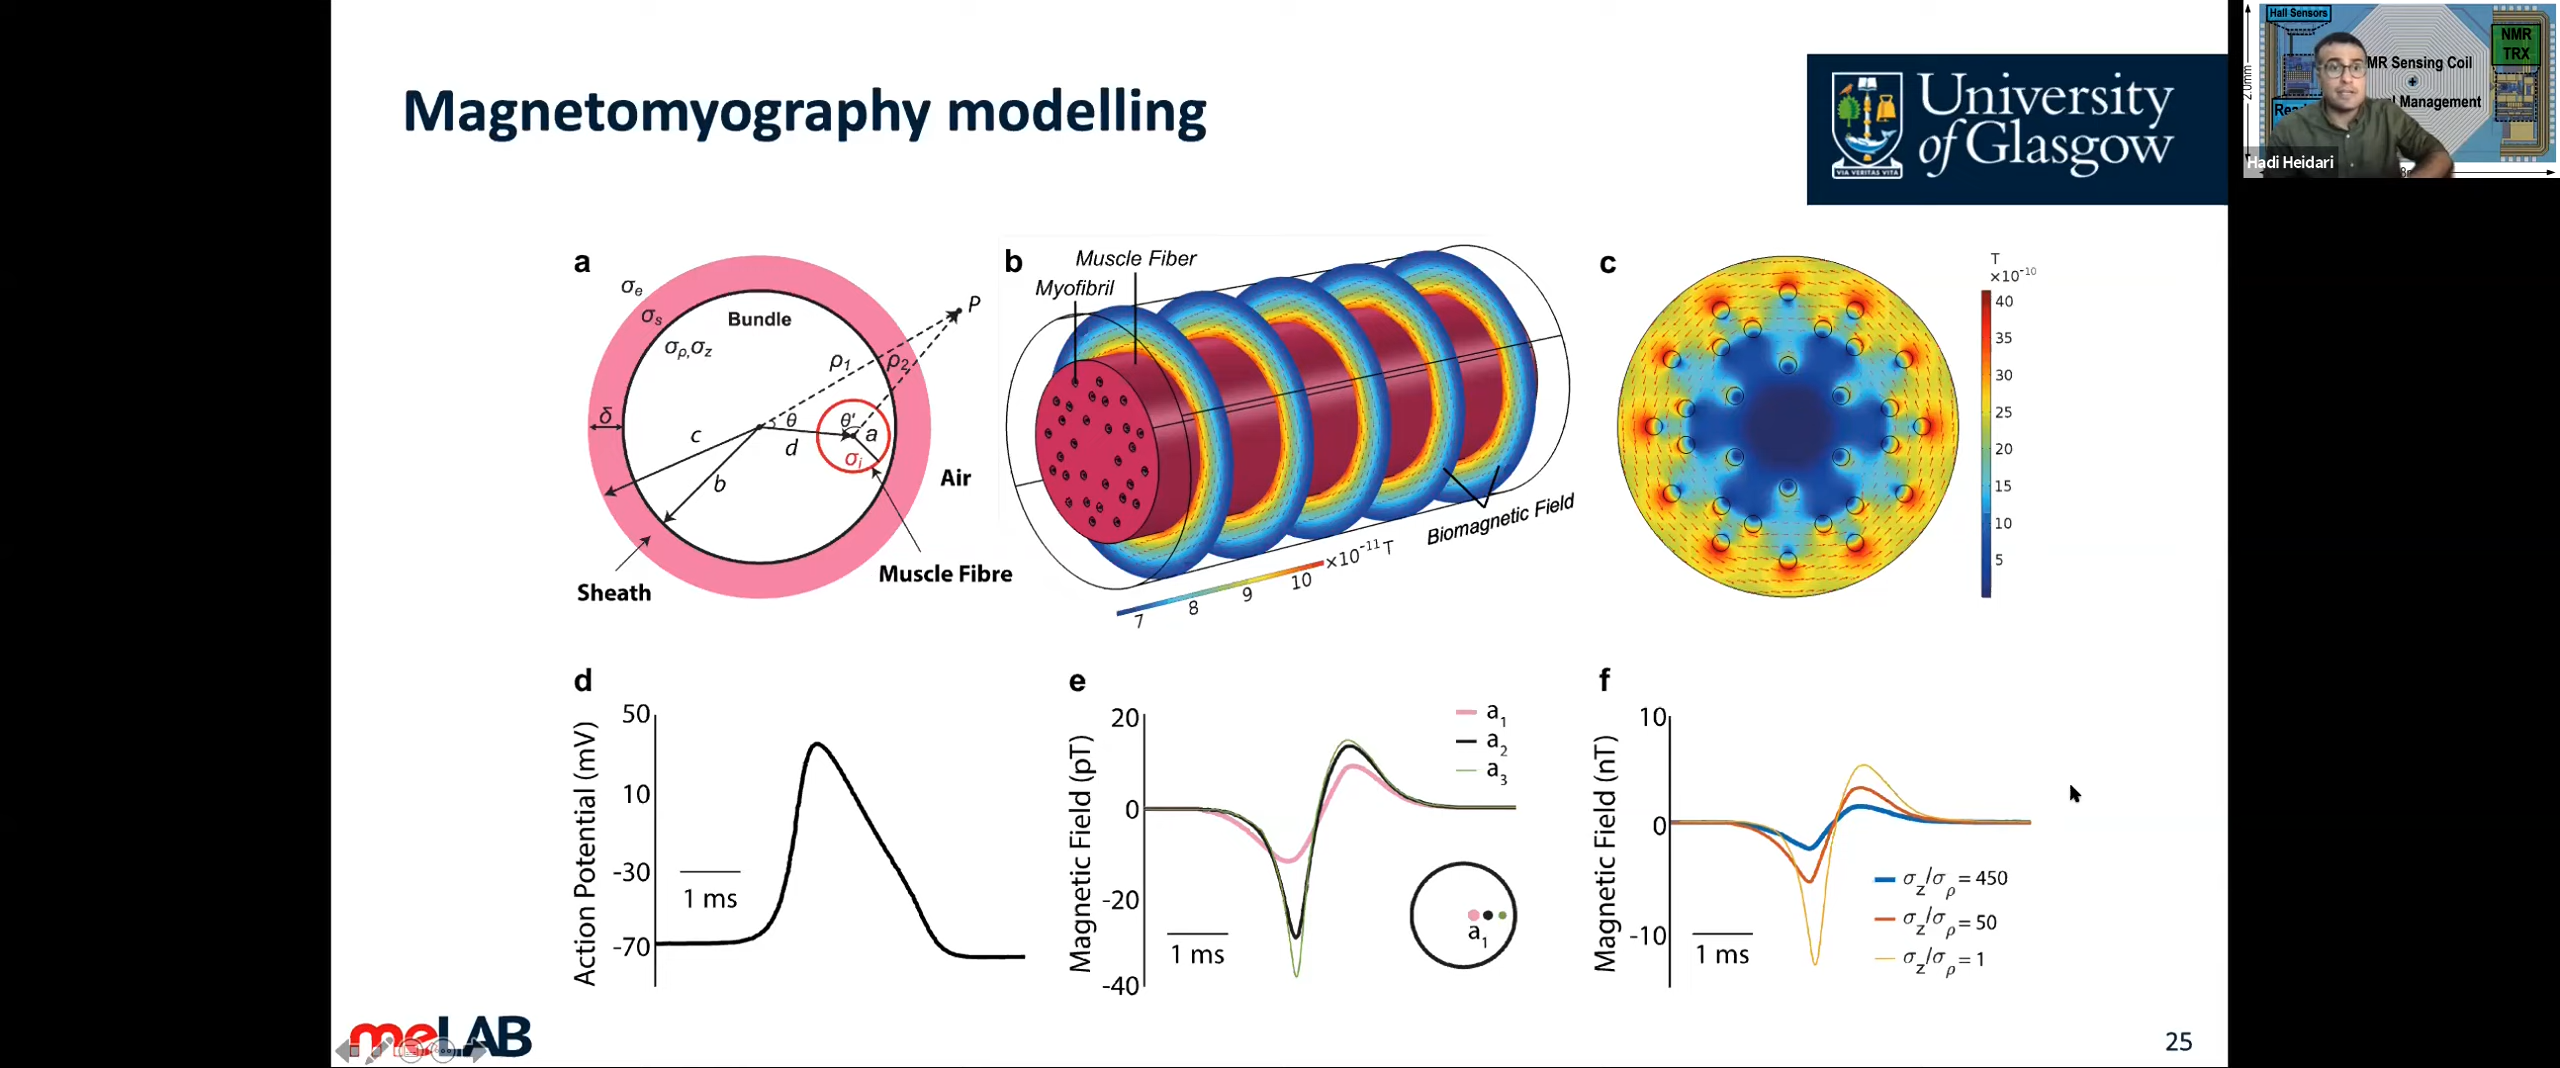 Magnetomyography modelling
University
of Glasgow
VIA VERITAS VITA
Hall Sensors
NMR
TRX
MR Sensing Coil
Management
2.0mm
Hadi Heidari
a
σe
σs
σρ,σz
Bundle
P
ρ1
ρ2
δ
θ
θ'
a
d
c
σi
b
Air
Sheath
Muscle Fibre
b
Muscle Fiber
Myofibril
Biomagnetic Field
×10⁻¹¹ T
7 8 9 10
c
T
×10⁻¹⁰
40
35
30
25
20
15
10
5
d
Action Potential (mV)
50
10
-30
-70
1 ms
e
Magnetic Field (pT)
20
0
-20
-40
1 ms
a1
a2
a3
a1
f
Magnetic Field (nT)
10
0
-10
1 ms
σz/σρ = 450
σz/σρ = 50
σz/σρ = 1
meLAB
25